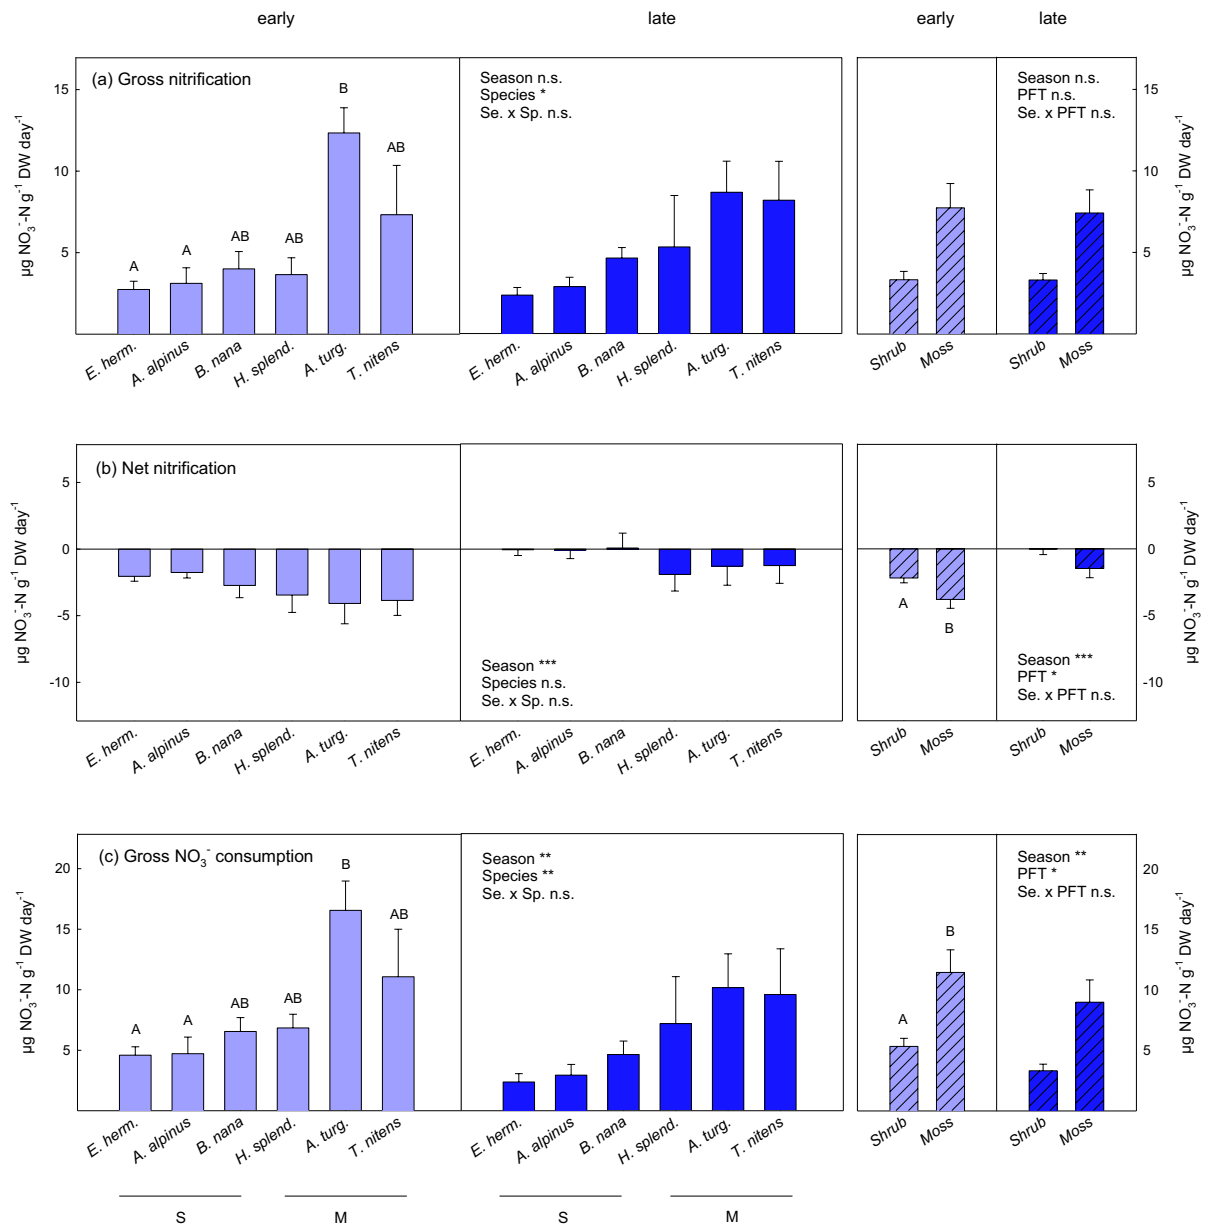 early
late
early
late
(a) Gross nitrification
Season n.s.
Species *
Se. x Sp. n.s.
Season n.s.
PFT n.s.
Se. x PFT n.s.
µg NO₃⁻-N g⁻¹ DW day⁻¹
15
10
5
A
A
AB
AB
B
AB
15
10
5
µg NO₃⁻-N g⁻¹ DW day⁻¹
E. herm.
A. alpinus
B. nana
H. splend.
A. turg.
T. nitens
E. herm.
A. alpinus
B. nana
H. splend.
A. turg.
T. nitens
Shrub
Moss
Shrub
Moss
(b) Net nitrification
µg NO₃⁻-N g⁻¹ DW day⁻¹
5
0
-5
-10
Season ***
Species n.s.
Se. x Sp. n.s.
A
B
Season ***
PFT *
Se. x PFT n.s.
5
0
-5
-10
µg NO₃⁻-N g⁻¹ DW day⁻¹
E. herm.
A. alpinus
B. nana
H. splend.
A. turg.
T. nitens
E. herm.
A. alpinus
B. nana
H. splend.
A. turg.
T. nitens
Shrub
Moss
Shrub
Moss
(c) Gross NO₃⁻ consumption
Season **
Species **
Se. x Sp. n.s.
Season **
PFT *
Se. x PFT n.s.
µg NO₃⁻-N g⁻¹ DW day⁻¹
20
15
10
5
A
A
AB
AB
B
AB
A
B
20
15
10
5
µg NO₃⁻-N g⁻¹ DW day⁻¹
E. herm.
A. alpinus
B. nana
H. splend.
A. turg.
T. nitens
E. herm.
A. alpinus
B. nana
H. splend.
A. turg.
T. nitens
Shrub
Moss
Shrub
Moss
S
M
S
M